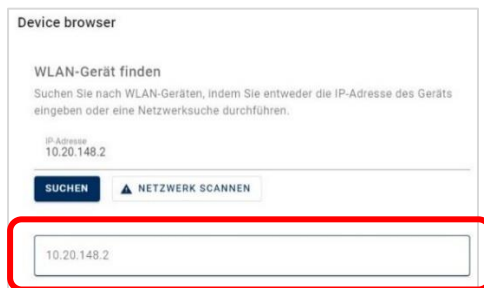 Device browser
WLAN-Gerät finden
Suchen Sie nach WLAN-Geräten, indem Sie entweder die IP-Adresse des Geräts
eingeben oder eine Netzwerksuche durchführen.
IP-Adresse
10.20.148.2
SUCHEN NETZWERK SCANNEN
10.20.148.2